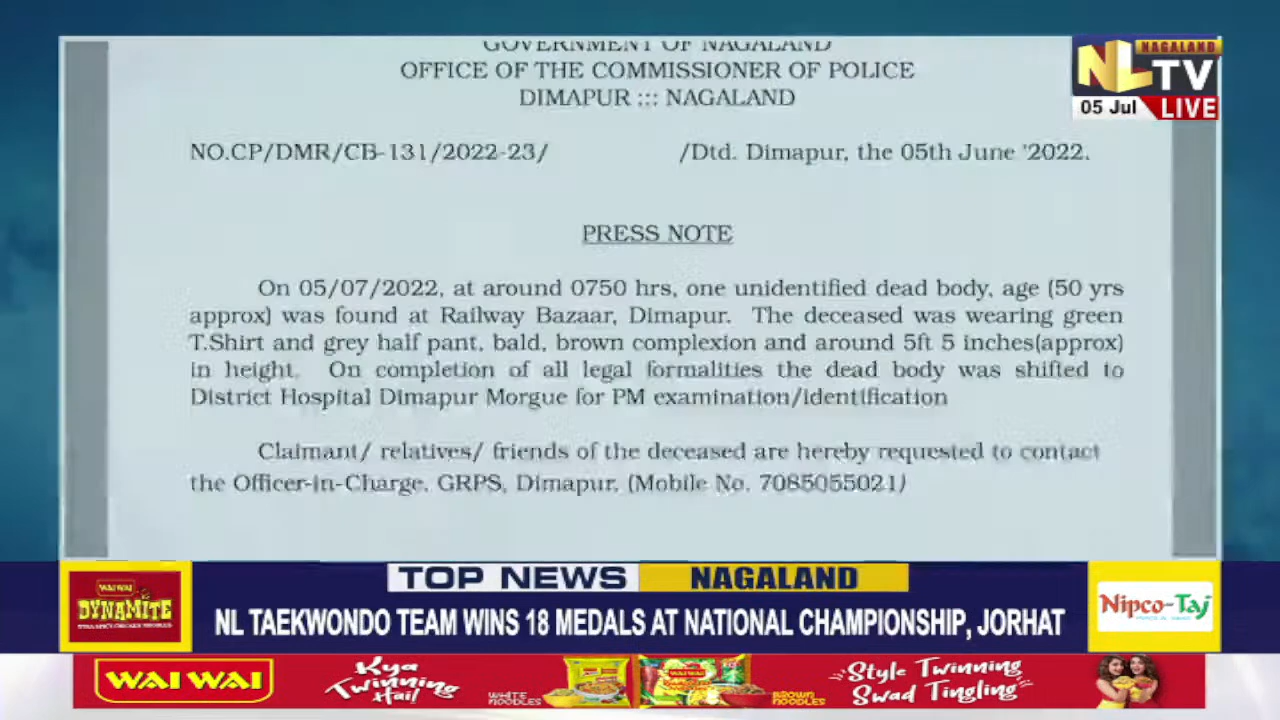 GOVERNMENT OF NAGALAND
OFFICE OF THE COMMISSIONER OF POLICE
DIMAPUR ::: NAGALAND
NAGALAND
NLTV
05 Jul LIVE
NO.CP/DMR/CB-131/2022-23/ /Dtd. Dimapur, the 05th June '2022.
PRESS NOTE
On 05/07/2022, at around 0750 hrs, one unidentified dead body, age (50 yrs
approx) was found at Railway Bazaar, Dimapur. The deceased was wearing green
T.Shirt and grey half pant, bald, brown complexion and around 5ft 5 inches(approx)
in height. On completion of all legal formalities the dead body was shifted to
District Hospital Dimapur Morgue for PM examination/identification
Claimant/ relatives/ friends of the deceased are hereby requested to contact
the Officer-in-Charge, GRPS, Dimapur, (Mobile No. 7085055021)
TOP NEWS NAGALAND
NL TAEKWONDO TEAM WINS 18 MEDALS AT NATIONAL CHAMPIONSHIP, JORHAT
WAI WAI
DYNAMITE
Nipco-Taj
WAI WAI
Kya
Twinning
Hai!
WHITE
NOODLES
BROWN
NOODLES
Style Twinning
Swad Tingling